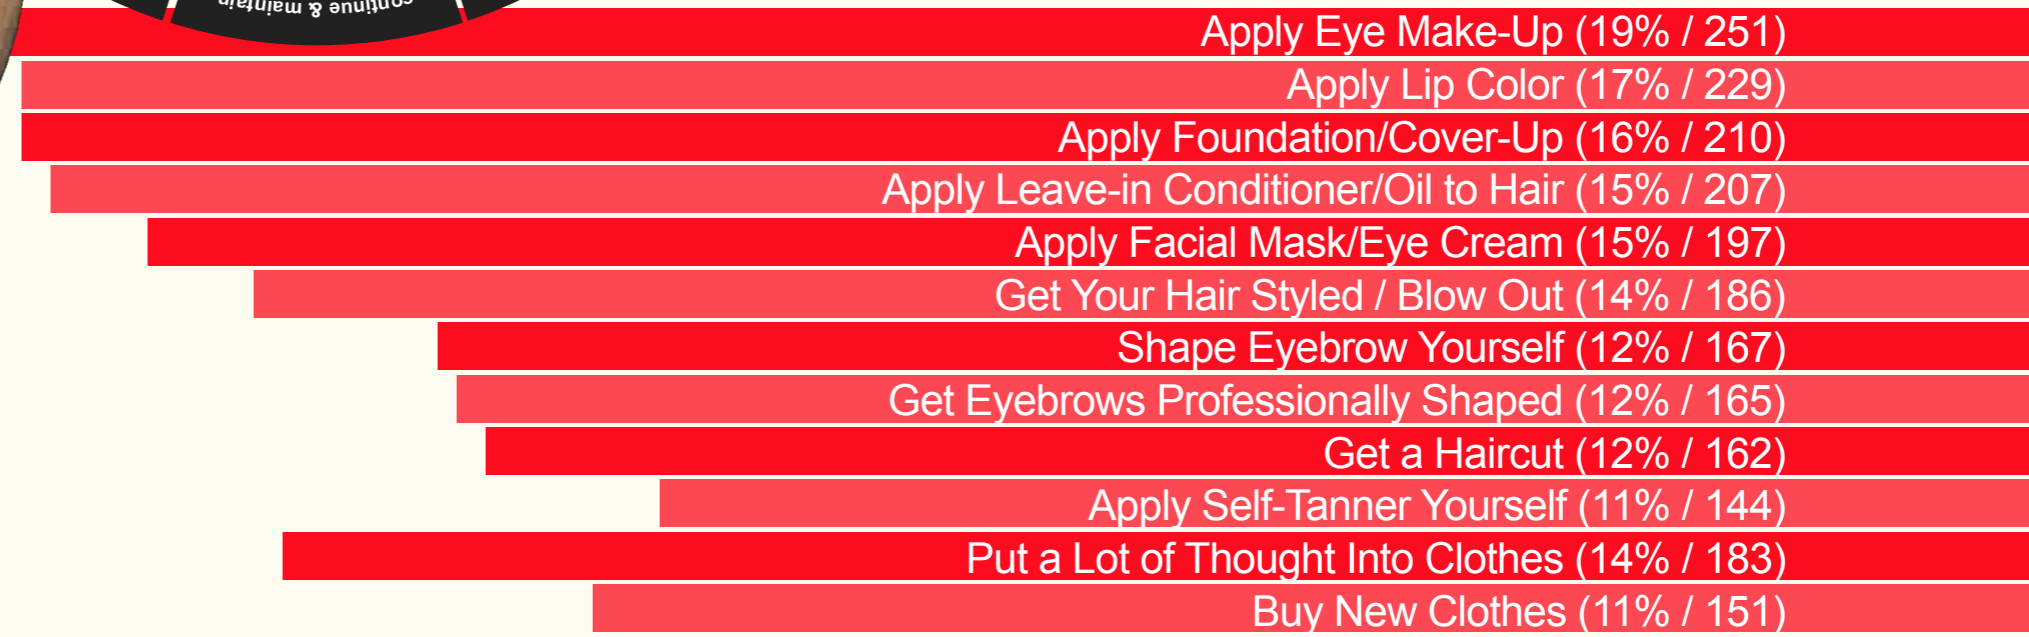 continue & maintain
Apply Eye Make-Up (19% / 251)
Apply Lip Color (17% / 229)
Apply Foundation/Cover-Up (16% / 210)
Apply Leave-in Conditioner/Oil to Hair (15% / 207)
Apply Facial Mask/Eye Cream (15% / 197)
Get Your Hair Styled / Blow Out (14% / 186)
Shape Eyebrow Yourself (12% / 167)
Get Eyebrows Professionally Shaped (12% / 165)
Get a Haircut (12% / 162)
Apply Self-Tanner Yourself (11% / 144)
Put a Lot of Thought Into Clothes (14% / 183)
Buy New Clothes (11% / 151)